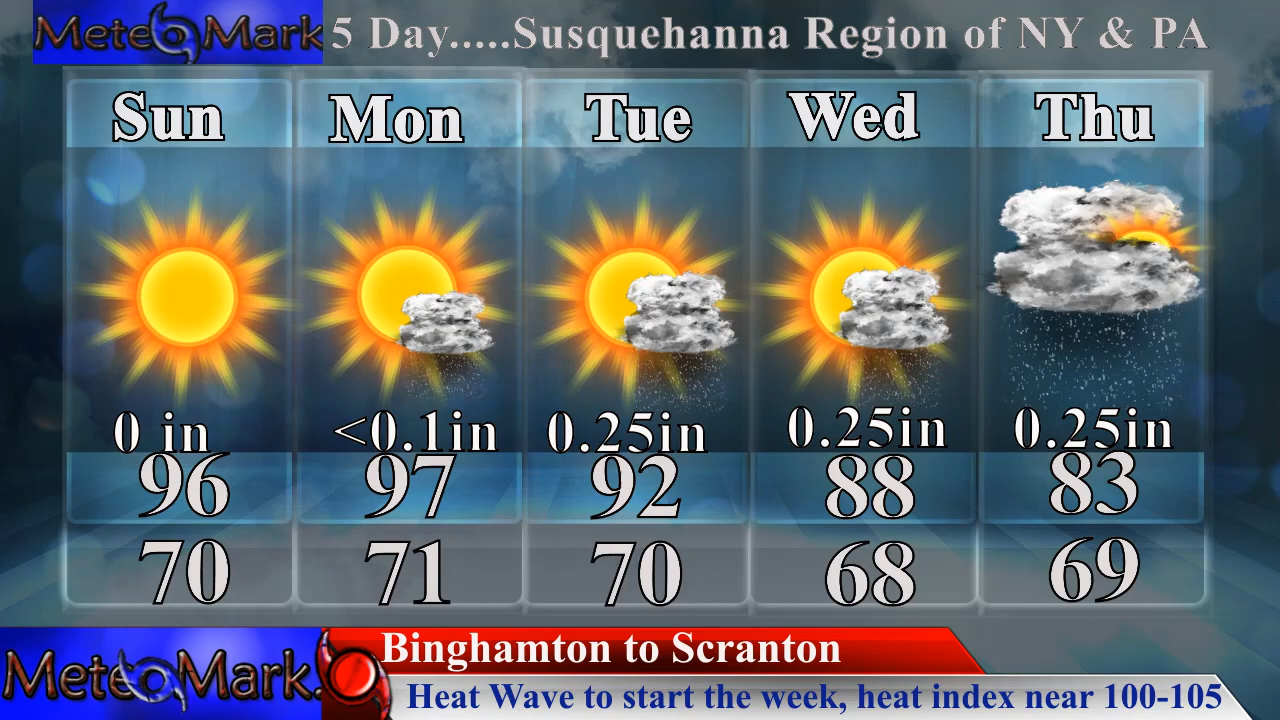 MeteoMark 5 Day.....Susquehanna Region of NY & PA
Sun Mon Tue Wed Thu
0 in <0.1in 0.25in 0.25in 0.25in
96 97 92 88 83
70 71 70 68 69
Binghamton to Scranton
MeteoMark.
Heat Wave to start the week, heat index near 100-105